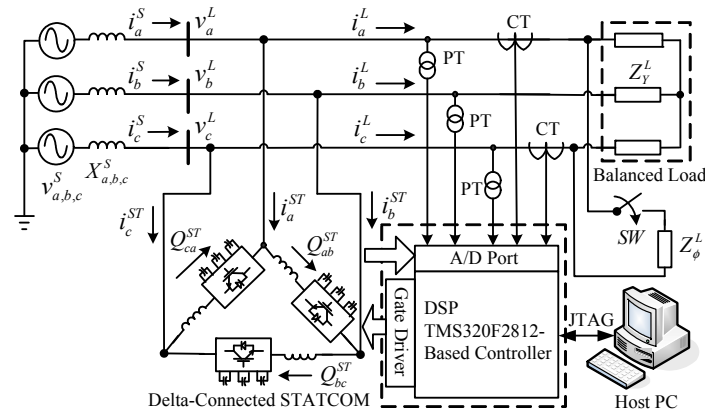 i_a^S
v_a^L
i_a^L
CT
PT
i_b^S
v_b^L
i_b^L
PT
Z_Y^L
i_c^S
v_c^L
i_c^L
CT
X_{a,b,c}^S
v_{a,b,c}^S
PT
Balanced Load
i_c^{ST}
i_a^{ST}
i_b^{ST}
SW
Z_ϕ^L
Q_{ca}^{ST}
Q_{ab}^{ST}
A/D Port
Gate Driver
DSP
TMS320F2812-
Based Controller
JTAG
Q_{bc}^{ST}
Delta-Connected STATCOM
Host PC